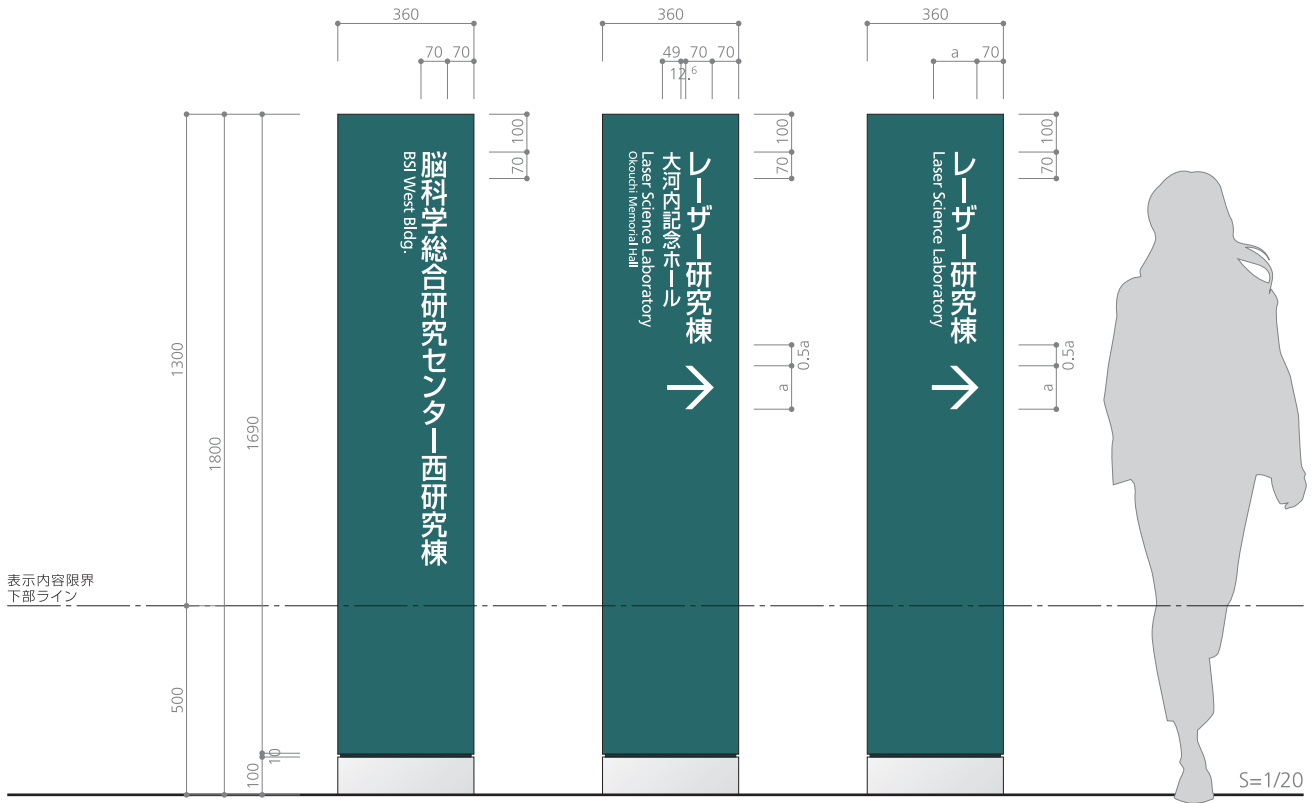 360
70 70
360
49 70 70
12.6
360
a 70
100
70
100
70
100
70
脳科学総合研究センター西研究棟
BSI West Bldg.
レーザー研究棟
大河内記念ホール
Laser Science Laboratory
Okouchi Memorial Hall
レーザー研究棟
Laser Science Laboratory
0.5a
a
0.5a
a
1300
1800
1690
表示内容限界
下部ライン
500
10
100
S=1/20